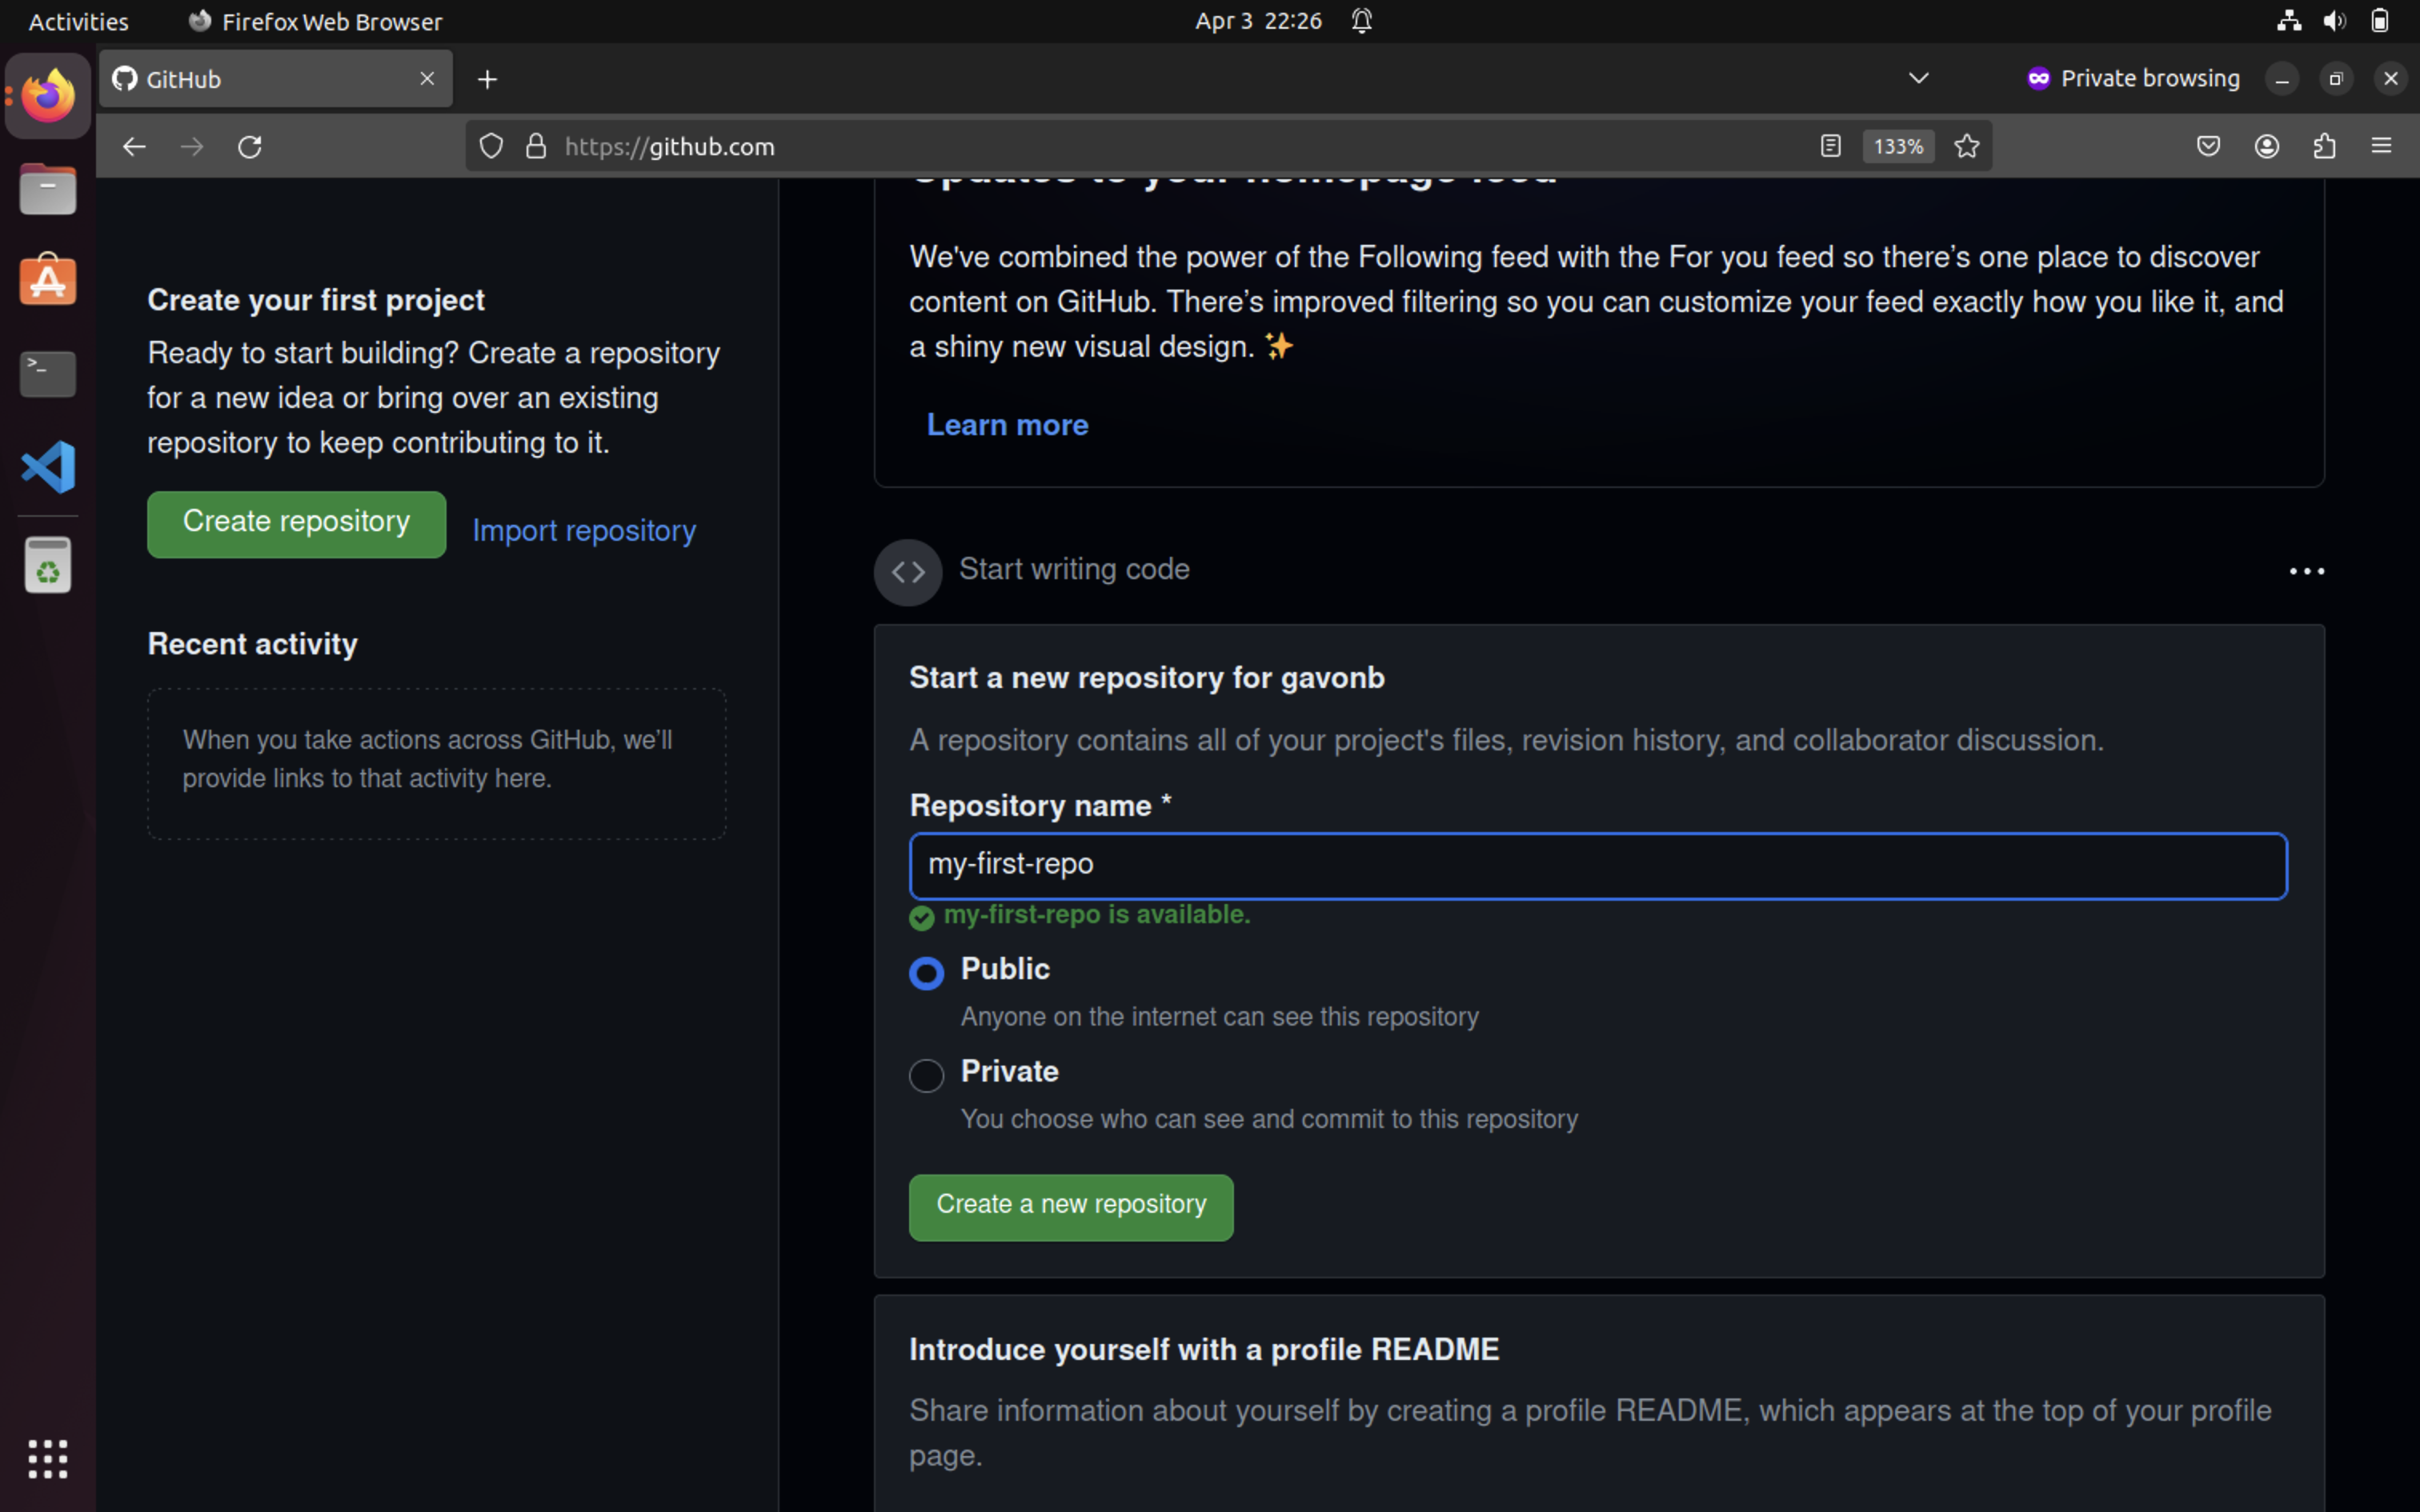 Activities
Firefox Web Browser
Apr 3 22:26
GitHub
Private browsing
https://github.com
133%
Create your first project
Ready to start building? Create a repository
for a new idea or bring over an existing
repository to keep contributing to it.
Create repository
Import repository
Recent activity
When you take actions across GitHub, we'll
provide links to that activity here.
Updates to your homepage feed
We've combined the power of the Following feed with the For you feed so there’s one place to discover
content on GitHub. There’s improved filtering so you can customize your feed exactly how you like it, and
a shiny new visual design. ✨
Learn more
Start writing code
Start a new repository for gavonb
A repository contains all of your project's files, revision history, and collaborator discussion.
Repository name *
my-first-repo
my-first-repo is available.
Public
Anyone on the internet can see this repository
Private
You choose who can see and commit to this repository
Create a new repository
Introduce yourself with a profile README
Share information about yourself by creating a profile README, which appears at the top of your profile
page.